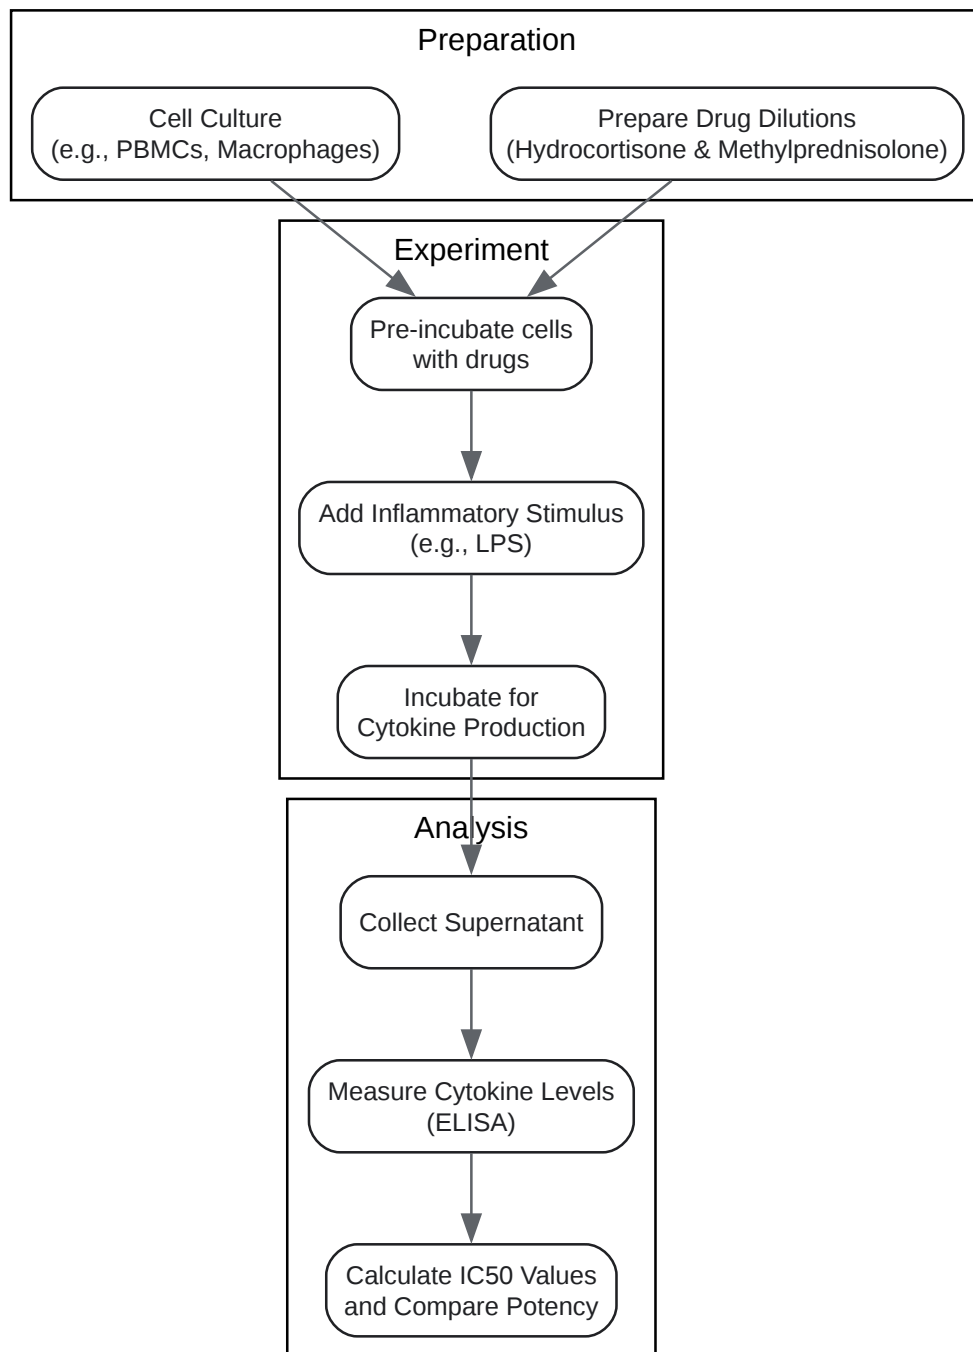 Preparation
Cell Culture
(e.g., PBMCs, Macrophages)
Prepare Drug Dilutions
(Hydrocortisone & Methylprednisolone)
Experiment
Pre-incubate cells
with drugs
Add Inflammatory Stimulus
(e.g., LPS)
Incubate for
Cytokine Production
Analysis
Collect Supernatant
Measure Cytokine Levels
(ELISA)
Calculate IC50 Values
and Compare Potency